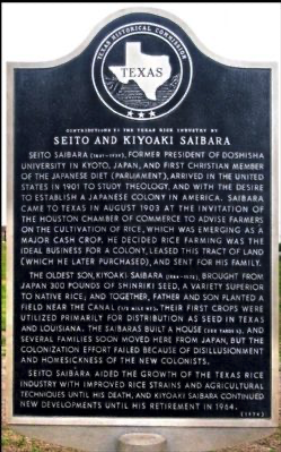 TEXAS HISTORICAL COMMISSION
TEXAS
CONTRIBUTIONS TO THE TEXAS RICE INDUSTRY BY
SEITO AND KIYOAKI SAIBARA
SEITO SAIBARA FORMER PRESIDENT OF DOSHISHA
UNIVERSITY IN KYOTO, JAPAN, AND FIRST CHRISTIAN MEMBER
OF THE JAPANESE DIET (PARLIAMENT), ARRIVED IN THE UNITED
STATES IN 1901 TO STUDY THEOLOGY, AND WITH THE DESIRE
TO ESTABLISH A JAPANESE COLONY IN AMERICA. SAIBARA
CAME TO TEXAS IN AUGUST 1903 AT THE INVITATION OF
THE HOUSTON CHAMBER OF COMMERCE TO ADVISE FARMERS
ON THE CULTIVATION OF RICE, WHICH WAS EMERGING AS A
MAJOR CASH CROP. HE DECIDED RICE FARMING WAS THE
IDEAL BUSINESS FOR A COLONY, LEASED THIS TRACT OF LAND
(WHICH HE LATER PURCHASED), AND SENT FOR HIS FAMILY.
THE OLDEST SON, KIYOAKI SAIBARA BROUGHT FROM
JAPAN 300 POUNDS OF SHINRIKI SEED, A VARIETY SUPERIOR
TO NATIVE RICE; AND TOGETHER, FATHER AND SON PLANTED A
FIELD NEAR THE CANAL THEIR FIRST CROPS WERE
UTILIZED PRIMARILY FOR DISTRIBUTION AS SEED IN TEXAS
AND LOUISIANA. THE SAIBARAS BUILT A HOUSE AND
SEVERAL FAMILIES SOON MOVED HERE FROM JAPAN, BUT THE
COLONIZATION EFFORT FAILED BECAUSE OF DISILLUSIONMENT
AND HOMESICKNESS OF THE NEW COLONISTS.
SEITO SAIBARA AIDED THE GROWTH OF THE TEXAS RICE
INDUSTRY WITH IMPROVED RICE STRAINS AND AGRICULTURAL
TECHNIQUES UNTIL HIS DEATH, AND KIYOAKI SAIBARA CONTINUED
NEW DEVELOPMENTS UNTIL HIS RETIREMENT IN 1964.